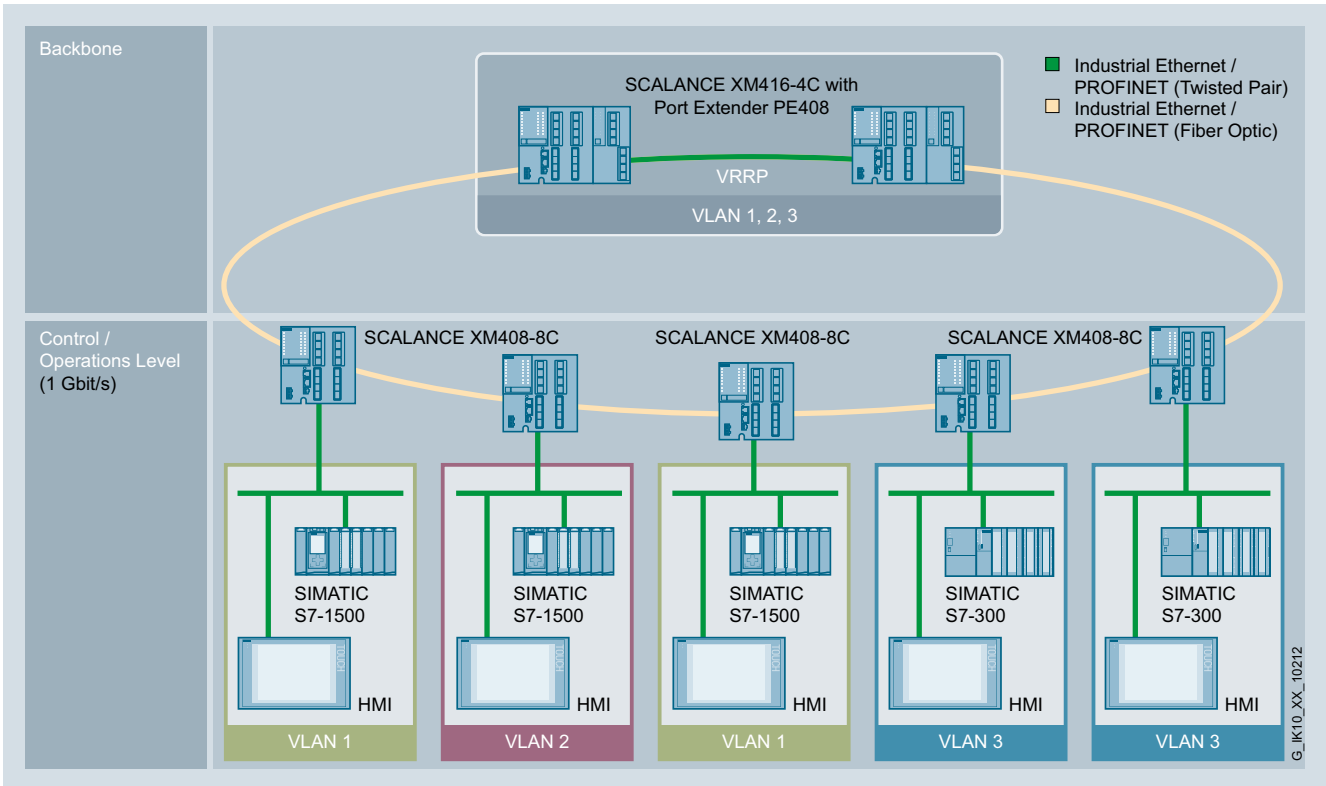 Backbone
SCALANCE XM416-4C with
Port Extender PE408
VRRP
VLAN 1, 2, 3
Industrial Ethernet /
PROFINET (Twisted Pair)
Industrial Ethernet /
PROFINET (Fiber Optic)
Control /
Operations Level
(1 Gbit/s)
SCALANCE XM408-8C
SCALANCE XM408-8C
SCALANCE XM408-8C
SIMATIC
S7-1500
HMI
VLAN 1
SIMATIC
S7-1500
HMI
VLAN 2
SIMATIC
S7-1500
HMI
VLAN 1
SIMATIC
S7-300
HMI
VLAN 3
SIMATIC
S7-300
HMI
VLAN 3
G_IK10_XX_10212